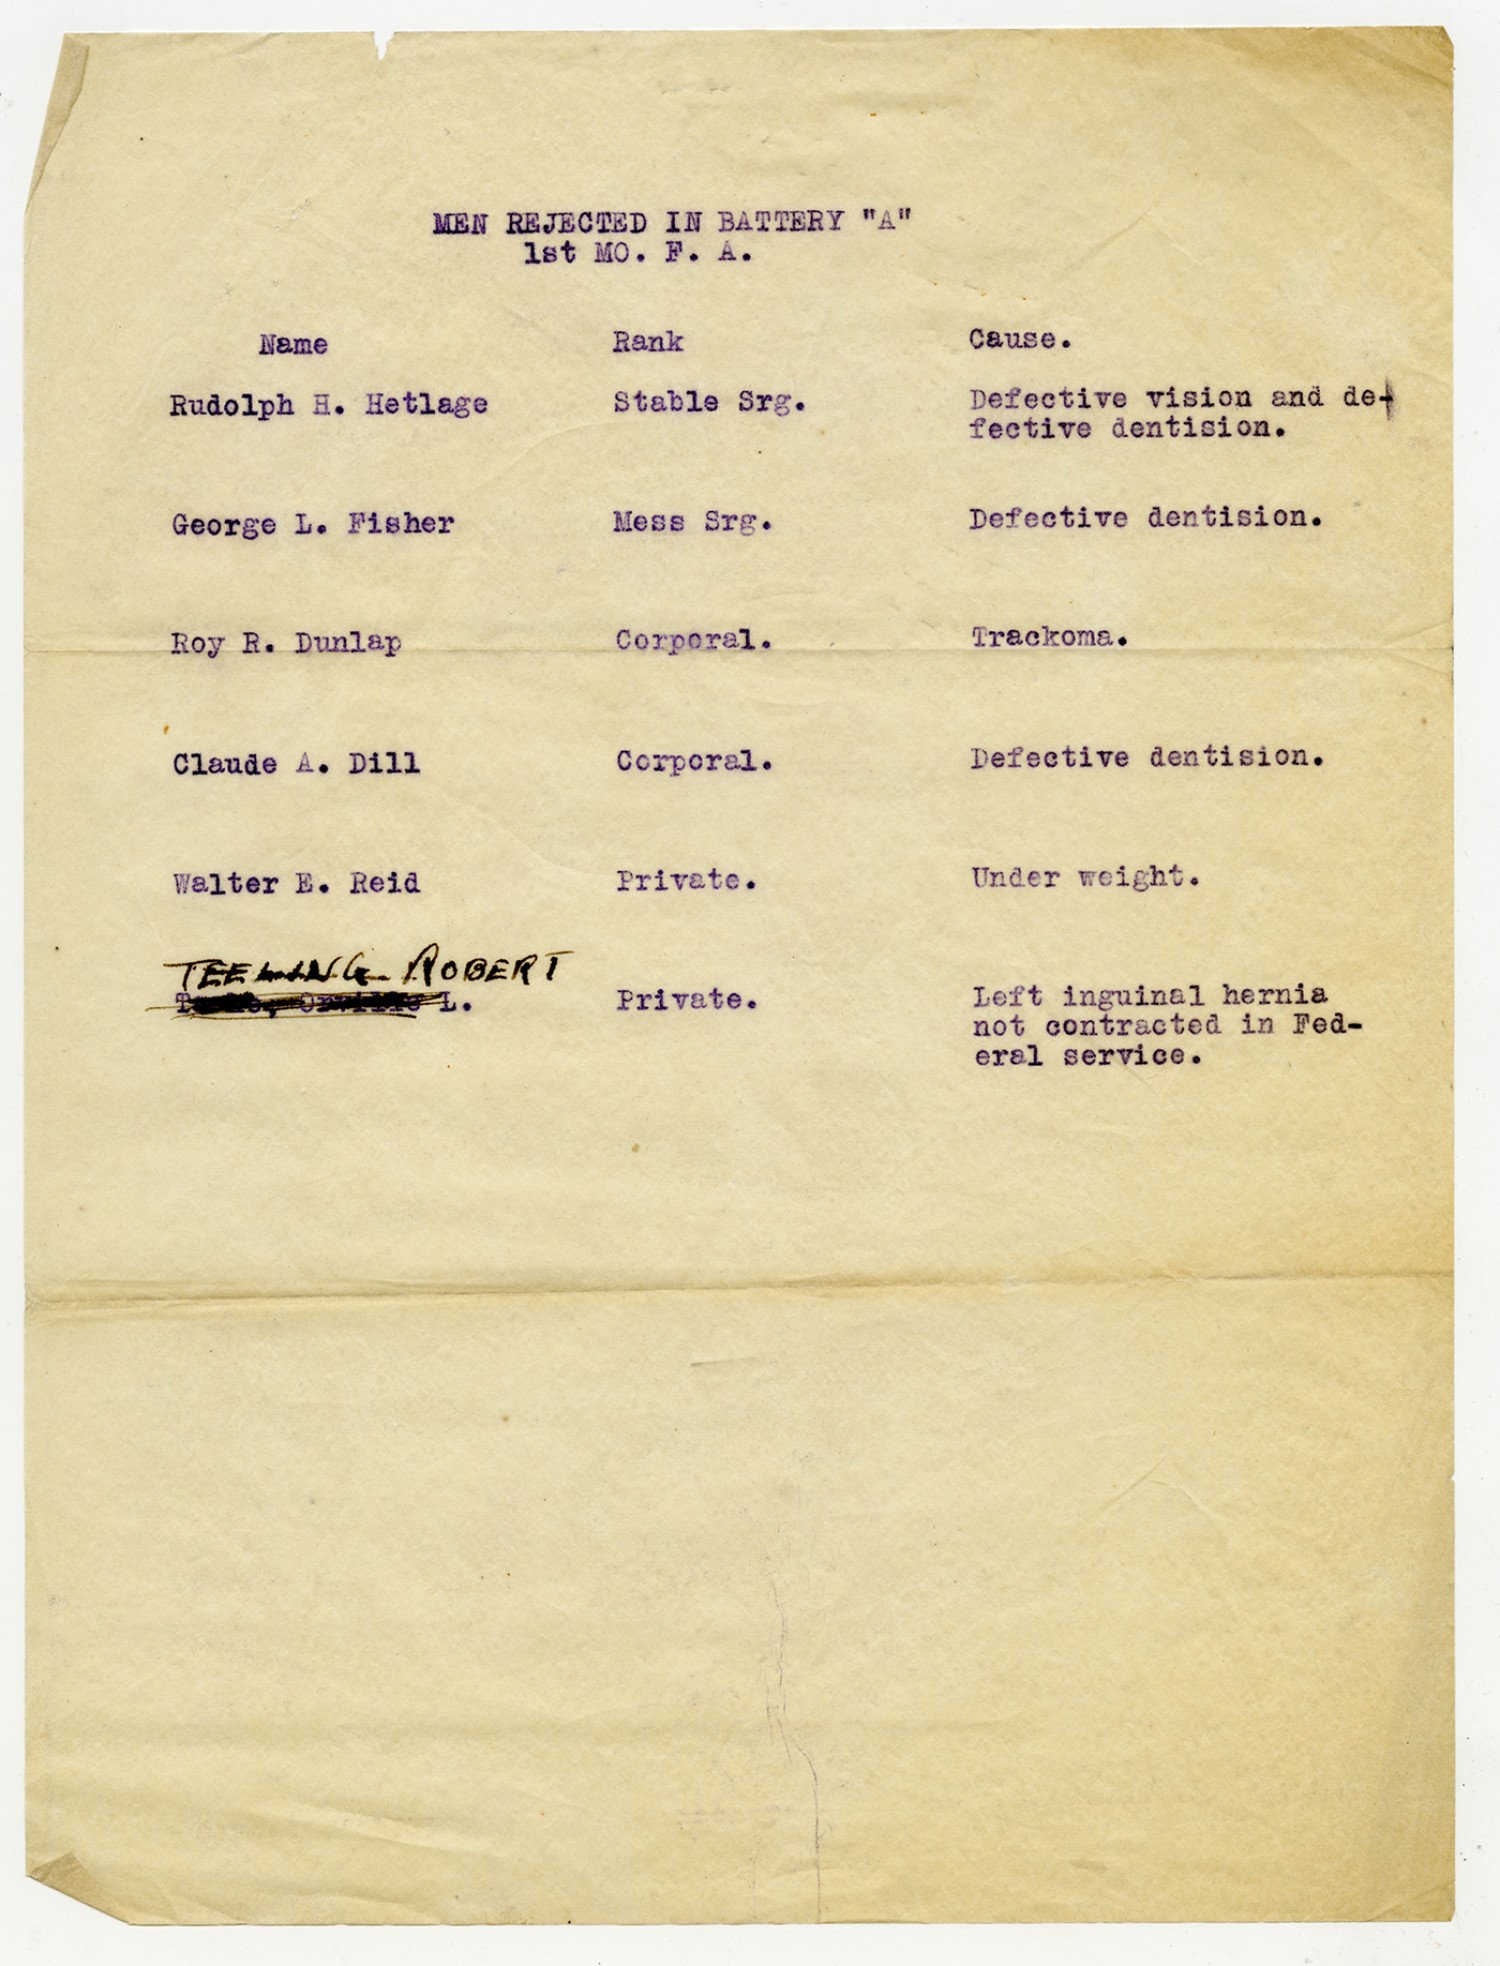 MEN REJECTED IN BATTERY "A"
1st MO. F. A.
Name Rank Cause.
Rudolph H. Hetlage Stable Srg. Defective vision and de-
fective dentision.
George L. Fisher Mess Srg. Defective dentision.
Roy R. Dunlap Corporal. Trackoma.
Claude A. Dill Corporal. Defective dentision.
Walter E. Reid Private. Under weight.
TEELING ROBERT
Orville L. Private. Left inguinal hernia
not contracted in Fed-
eral service.